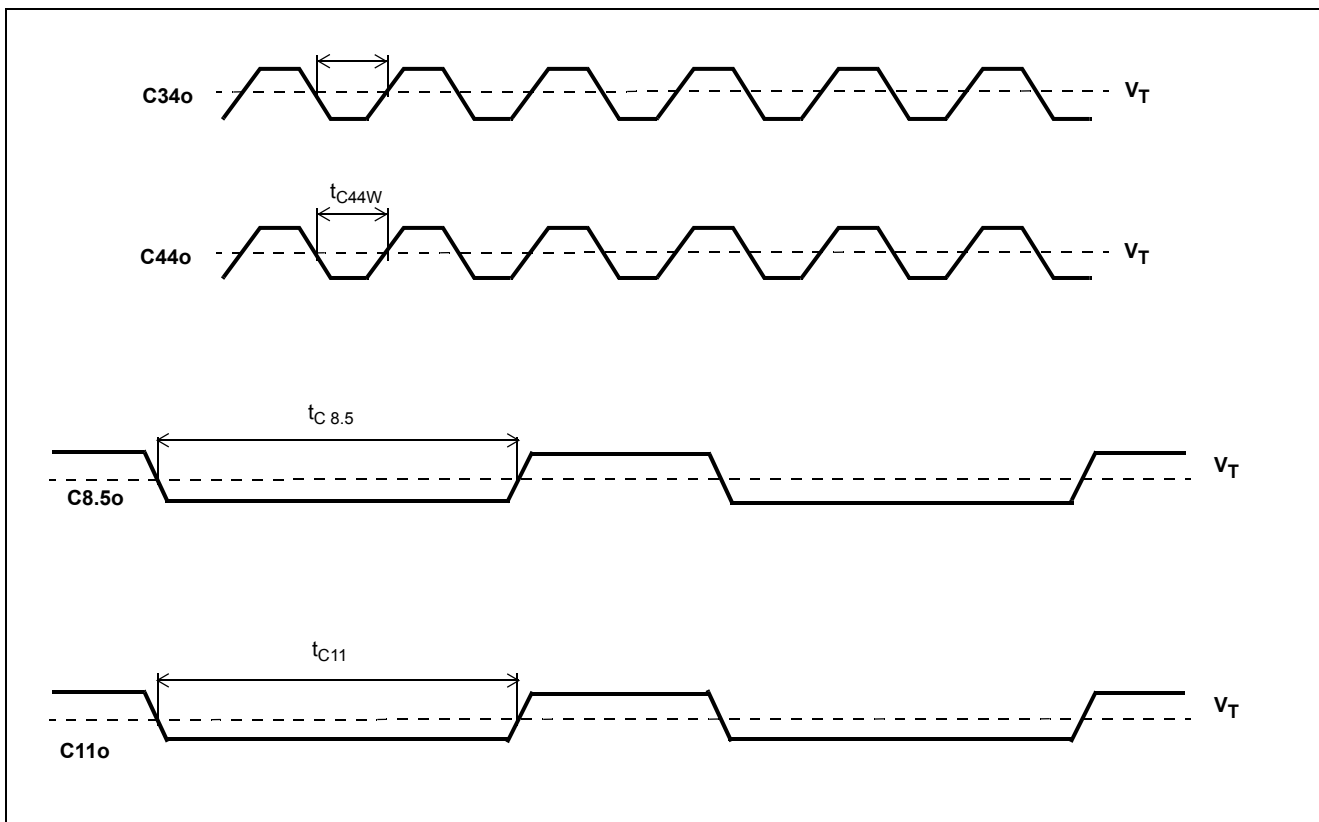 C34o V_T
t_C44W
C44o V_T
t_C 8.5
C8.5o V_T
t_C11
C11o V_T